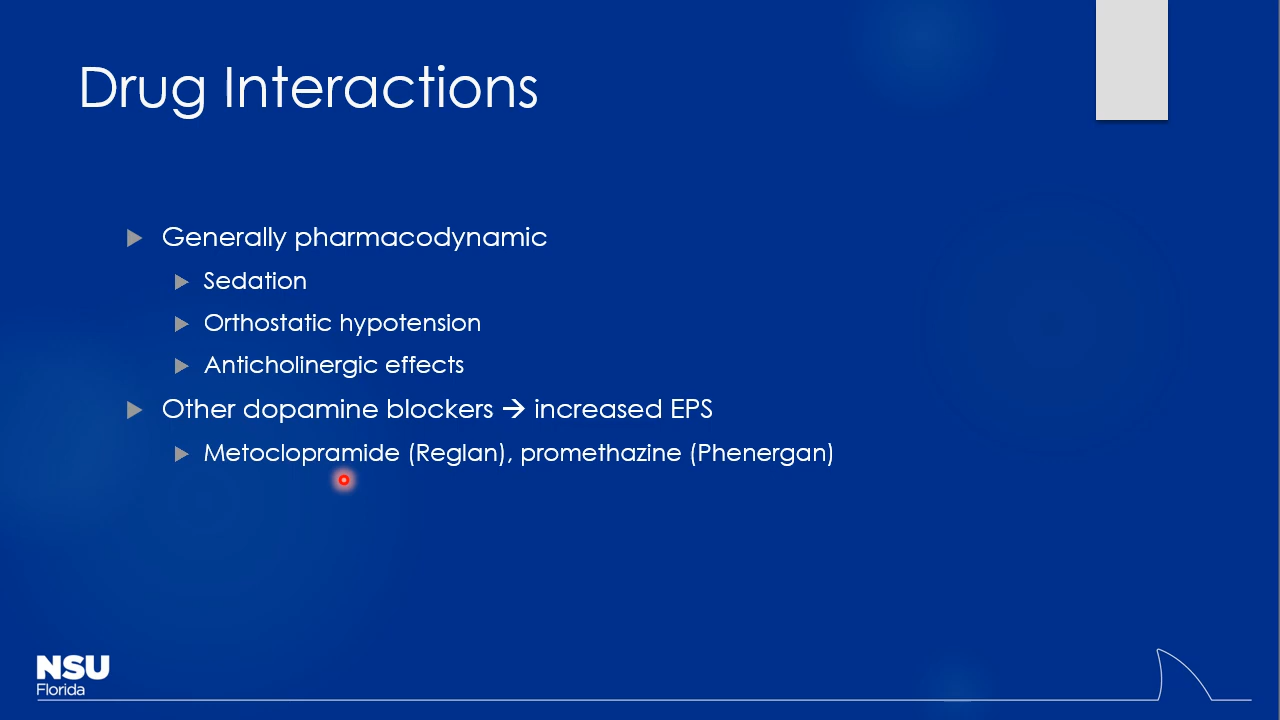 Drug Interactions
Generally pharmacodynamic
Sedation
Orthostatic hypotension
Anticholinergic effects
Other dopamine blockers → increased EPS
Metoclopramide (Reglan), promethazine (Phenergan)
NSU
Florida